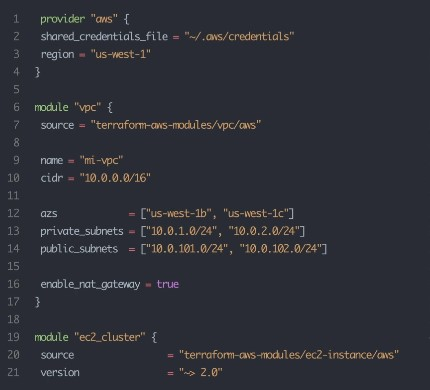 1 provider "aws" {
2 shared_credentials_file = "~/.aws/credentials"
3 region = "us-west-1"
4 }
5
6 module "vpc" {
7 source = "terraform-aws-modules/vpc/aws"
8
9 name = "mi-vpc"
10 cidr = "10.0.0.0/16"
11
12 azs = ["us-west-1b", "us-west-1c"]
13 private_subnets = ["10.0.1.0/24", "10.0.2.0/24"]
14 public_subnets = ["10.0.101.0/24", "10.0.102.0/24"]
15
16 enable_nat_gateway = true
17 }
18
19 module "ec2_cluster" {
20 source = "terraform-aws-modules/ec2-instance/aws"
21 version = "~> 2.0"